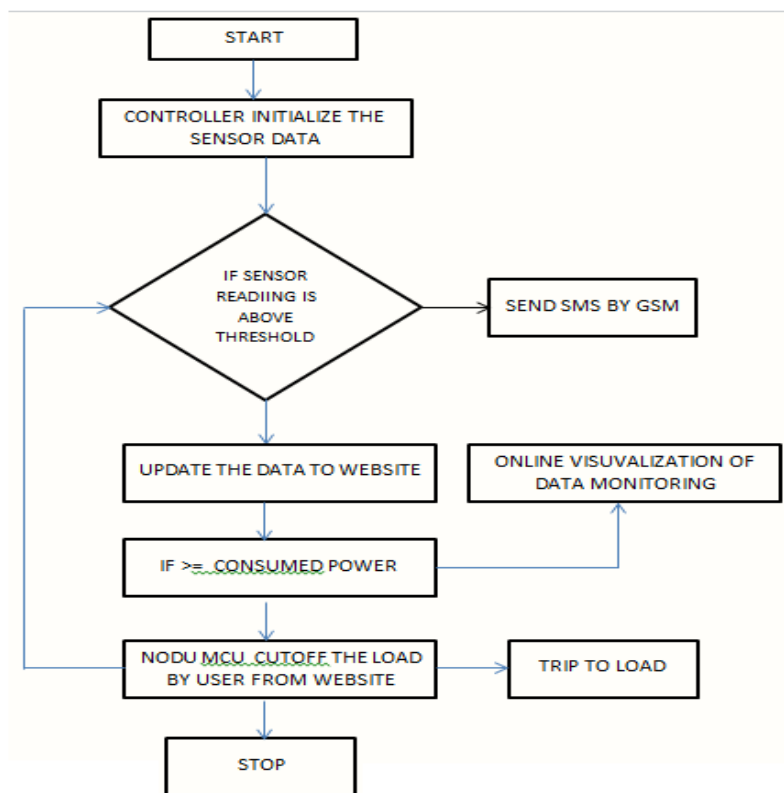 START
CONTROLLER INITIALIZE THE
SENSOR DATA
IF SENSOR
READIING IS
ABOVE
THRESHOLD
SEND SMS BY GSM
UPDATE THE DATA TO WEBSITE
ONLINE VISUVALIZATION OF
DATA MONITORING
IF >= CONSUMED POWER
NODU MCU CUTOFF THE LOAD
BY USER FROM WEBSITE
TRIP TO LOAD
STOP